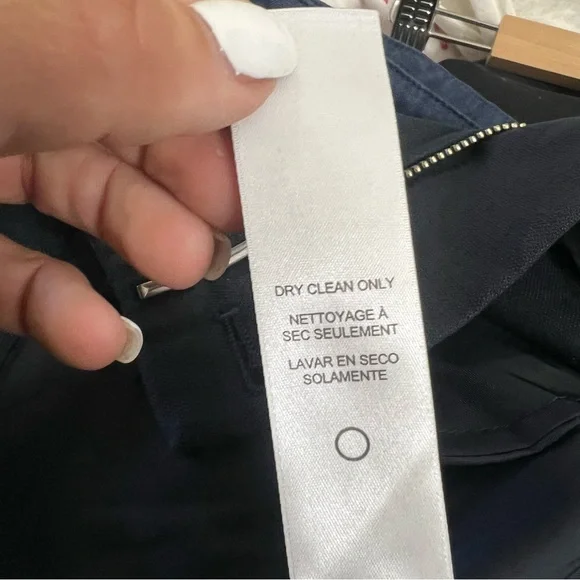 DRY CLEAN ONLY
NETTOYAGE À
SEC SEULEMENT
LAVAR EN SECO
SOLAMENTE